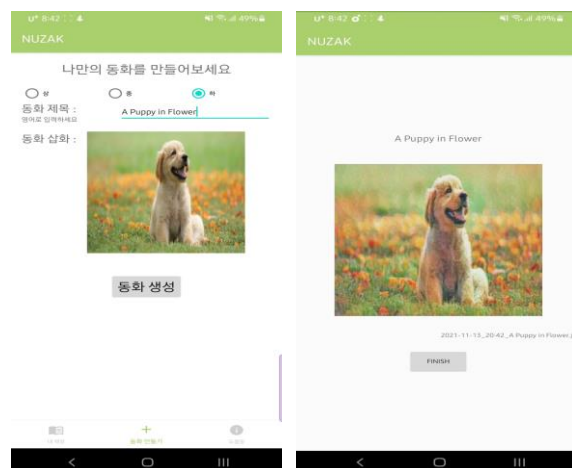 U+ 8:42
49%
NUZAK
나만의 동화를 만들어보세요
상
중
하
동화 제목 :
영어로 입력하세요
A Puppy in Flower
동화 삽화 :
동화 생성
동화 만들기
도움말
U+ 8:42
49%
NUZAK
A Puppy in Flower
2021-11-13_20:42_A Puppy in Flower.j
FINISH